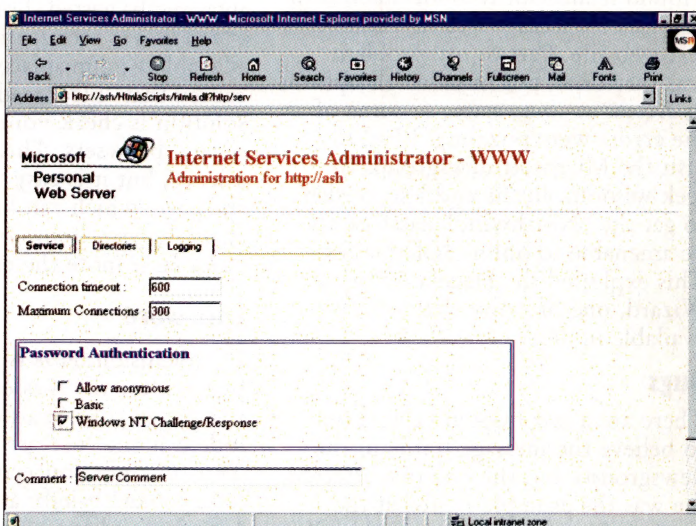 Internet Services Administrator - WWW - Microsoft Internet Explorer provided by MSN
File Edit View Go Favorites Help
Back Forward Stop Refresh Home Search Favorites History Channels Fullscreen Mail Fonts Print
Address http://ash/HtmlaScripts/htmla.dll?http/serv Links
Microsoft
Personal
Web Server
Internet Services Administrator - WWW
Administration for http://ash
Service Directories Logging
Connection timeout : 600
Maximum Connections : 300
Password Authentication
Allow anonymous
Basic
Windows NT Challenge/Response
Comment : Server Comment
Local intranet zone